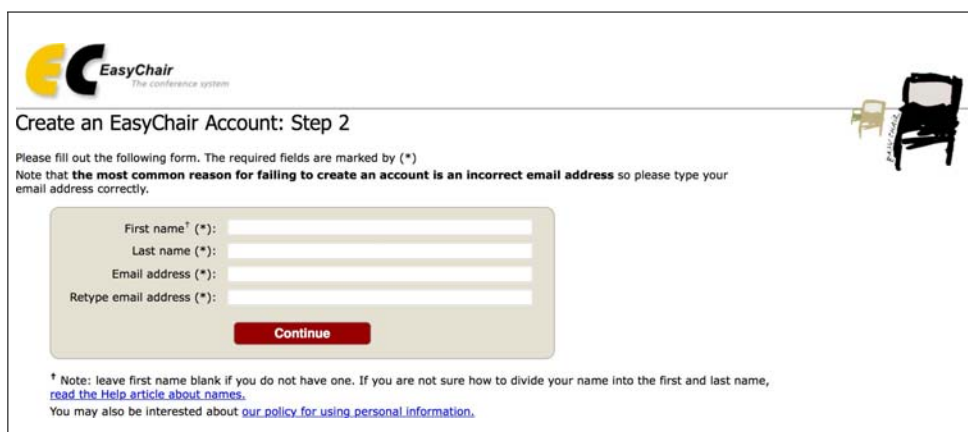 EC EasyChair
The conference system
easychair
Create an EasyChair Account: Step 2
Please fill out the following form. The required fields are marked by (*)
Note that the most common reason for failing to create an account is an incorrect email address so please type your
email address correctly.
First name† (*):
Last name (*):
Email address (*):
Retype email address (*):
Continue
† Note: leave first name blank if you do not have one. If you are not sure how to divide your name into the first and last name,
read the Help article about names.
You may also be interested about our policy for using personal information.